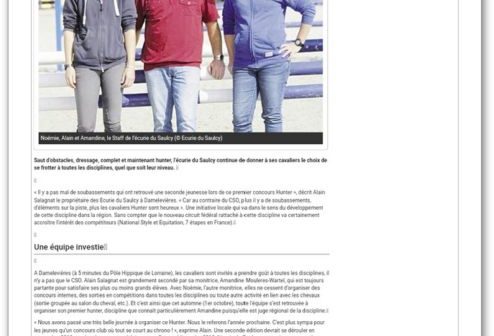 Noémie, Alain et Amandine, le Staff de l'écurie du Saulcy (© Ecurie du Saulcy)
Saut d'obstacles, dressage, complet et maintenant hunter, l'écurie du Saulcy continue de donner à ses cavaliers le choix de
se frotter à toutes les disciplines, quel que soit leur niveau.
« Il y a pas mal de soubassements qui ont retrouvé une seconde jeunesse lors de ce premier concours Hunter », décrit Alain
Salagnat le propriétaire des Ecurie du Saulcy à Damelevières. « Car au contraire du CSO, plus il y a de soubassements,
d'éléments sur la piste, plus les cavaliers Hunter sont heureux ». Une initiative locale qui va dans le sens du développement
de cette discipline dans la région. Sans compter que le nouveau circuit fédéral rattaché à cette discipline va certainement
accroître l'intérêt des compétiteurs (National Style et Equitation, 7 étapes en France).
Une équipe investie
A Damelevières (à 5 minutes du Pôle Hippique de Lorraine), les cavaliers sont invités à prendre goût à toutes les disciplines, il
n'y a pas que le CSO. Alain Salagnat est grandement secondé par sa monitrice, Amandine Mouleres-Wartel, qui est toujours
partante pour satisfaire ses plus ou moins grands élèves. Avec Noémie, l'autre monitrice, elles ne cessent d'organiser des
concours internes, des sorties en compétitions dans toutes les disciplines ou toute autre activité en lien avec les chevaux
(sortie groupée au salon du cheval, etc.). Et c'est ainsi que cet automne (1er octobre), toute l'équipe s'est retrouvée à
organiser son premier hunter, discipline que connait particulièrement Amandine puisqu'elle est juge régional de la discipline.
« Nous avons passé une très belle journée à organiser ce Hunter. Nous le referons l'année prochaine. C'est plus sympa pour
les jeunes qu'un concours club où tout se court au chrono ! », exprime Alain. Une seconde édition devrait se dérouler en